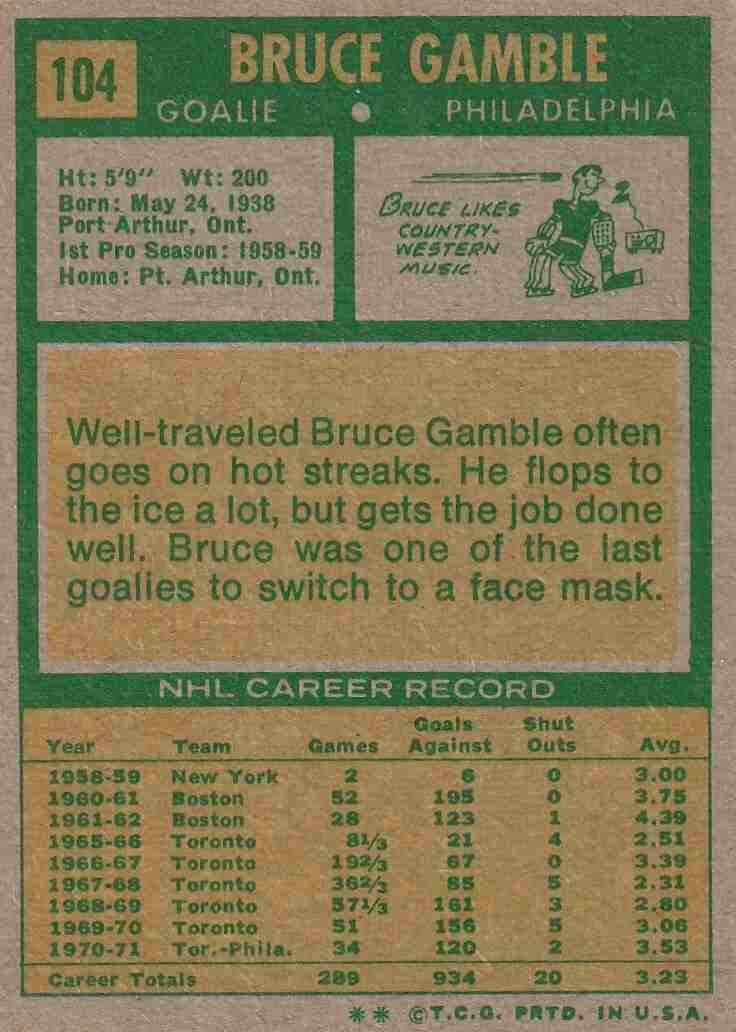 104
BRUCE GAMBLE
GOALIE • PHILADELPHIA
Ht: 5'9" Wt: 200
Born: May 24, 1938
Port Arthur, Ont.
1st Pro Season: 1958-59
Home: Pt. Arthur, Ont.
BRUCE LIKES
COUNTRY-
WESTERN
MUSIC.
Well-traveled Bruce Gamble often
goes on hot streaks. He flops to
the ice a lot, but gets the job done
well. Bruce was one of the last
goalies to switch to a face mask.
NHL CAREER RECORD
Year Team Games Goals Against Shut Outs Avg.
1958-59 New York 2 6 0 3.00
1960-61 Boston 52 195 0 3.75
1961-62 Boston 28 123 1 4.39
1965-66 Toronto 81/3 21 4 2.51
1966-67 Toronto 192/3 67 0 3.39
1967-68 Toronto 362/3 85 5 2.31
1968-69 Toronto 571/3 161 3 2.80
1969-70 Toronto 51 156 5 3.06
1970-71 Tor.-Phila. 34 120 2 3.53
Career Totals 289 934 20 3.23
** ©T.C.G. PRTD. IN U.S.A.